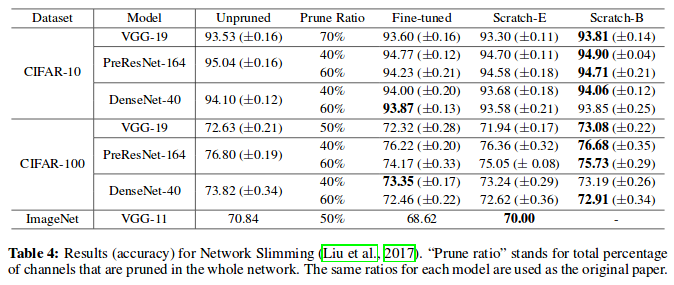 Dataset Model Unpruned Prune Ratio Fine-tuned Scratch-E Scratch-B
CIFAR-10 VGG-19 93.53 (±0.16) 70% 93.60 (±0.16) 93.30 (±0.11) 93.81 (±0.14)
PreResNet-164 95.04 (±0.16) 40% 94.77 (±0.12) 94.70 (±0.11) 94.90 (±0.04)
60% 94.23 (±0.21) 94.58 (±0.18) 94.71 (±0.21)
DenseNet-40 94.10 (±0.12) 40% 94.00 (±0.20) 93.68 (±0.18) 94.06 (±0.12)
60% 93.87 (±0.13) 93.58 (±0.21) 93.85 (±0.25)
CIFAR-100 VGG-19 72.63 (±0.21) 50% 72.32 (±0.28) 71.94 (±0.17) 73.08 (±0.22)
PreResNet-164 76.80 (±0.19) 40% 76.22 (±0.20) 76.36 (±0.32) 76.68 (±0.35)
60% 74.17 (±0.33) 75.05 (± 0.08) 75.73 (±0.29)
DenseNet-40 73.82 (±0.34) 40% 73.35 (±0.17) 73.24 (±0.29) 73.19 (±0.26)
60% 72.46 (±0.22) 72.62 (±0.36) 72.91 (±0.34)
ImageNet VGG-11 70.84 50% 68.62 70.00 -
Table 4: Results (accuracy) for Network Slimming (Liu et al., 2017). “Prune ratio” stands for total percentage
of channels that are pruned in the whole network. The same ratios for each model are used as the original paper.